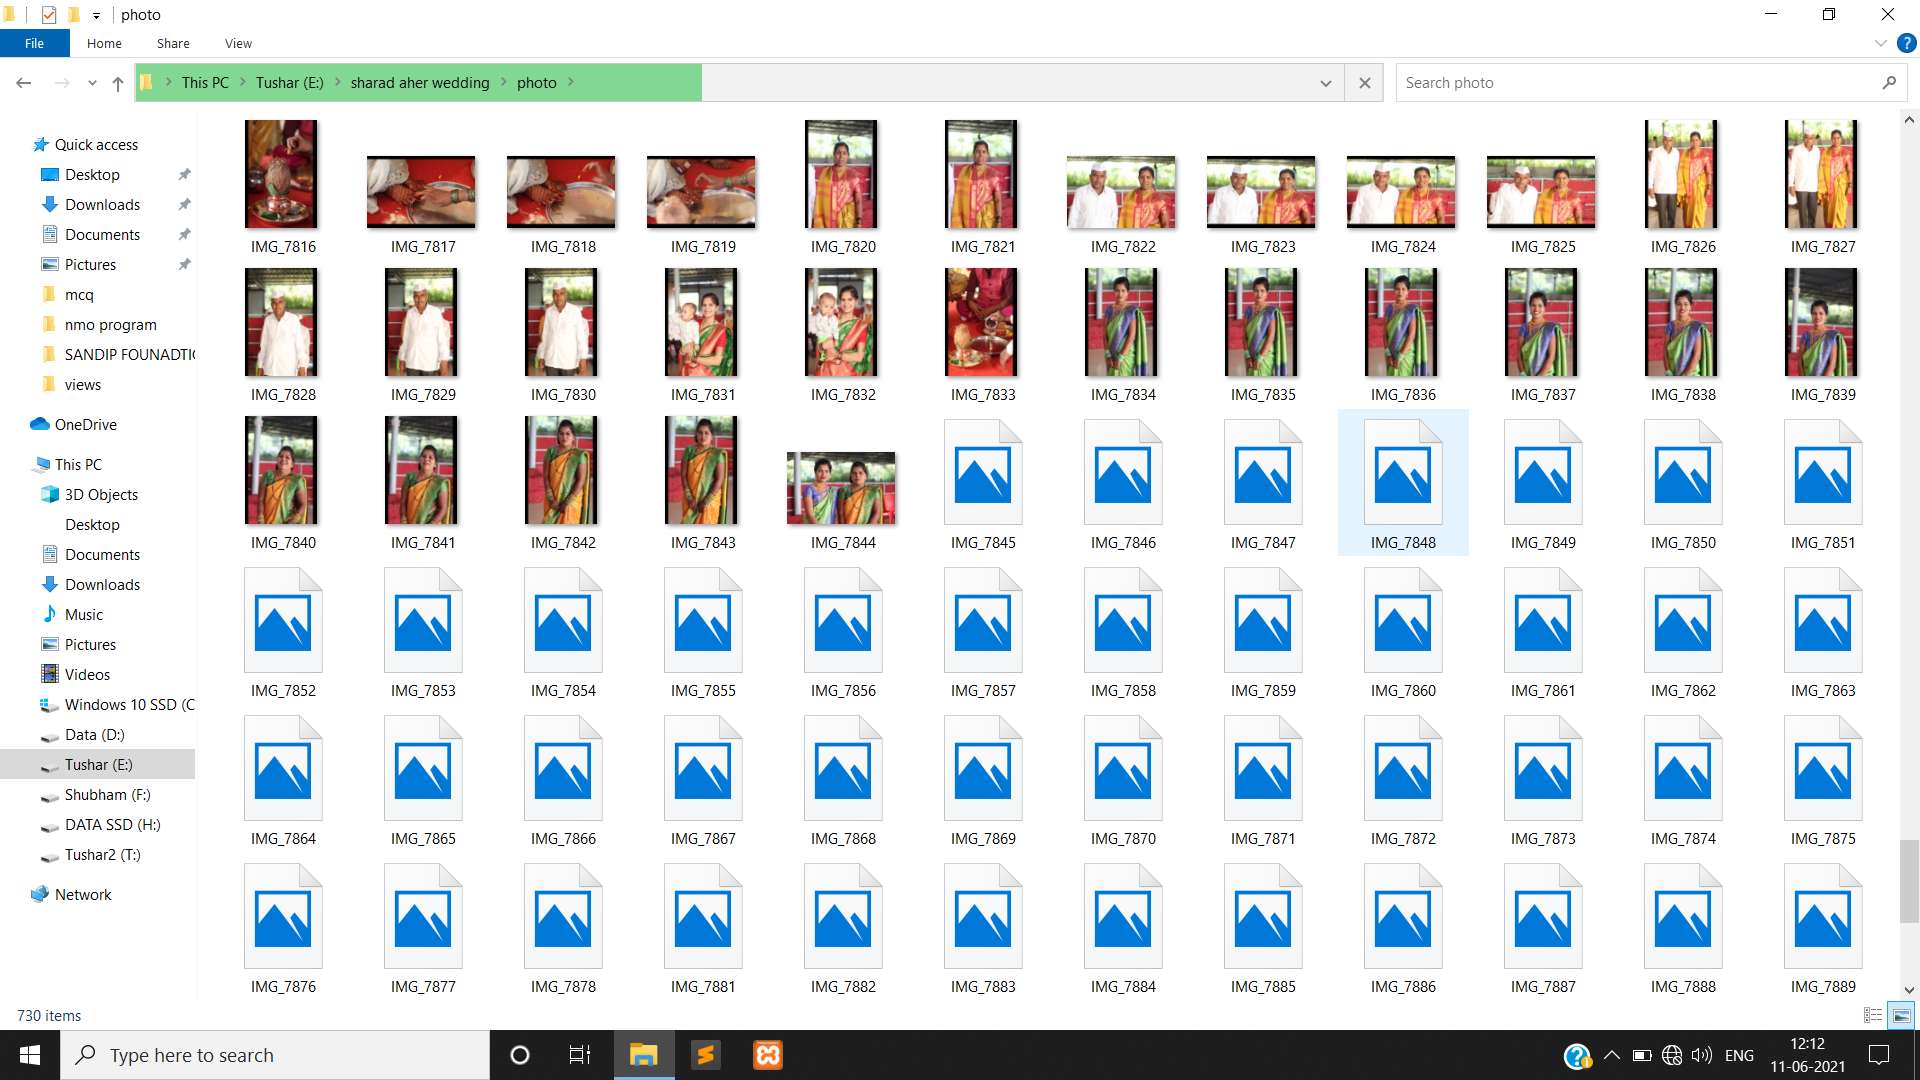 photo
File Home Share View
This PC Tushar (E:) sharad aher wedding photo
Search photo
Quick access
Desktop
Downloads
Documents
Pictures
mcq
nmo program
SANDIP FOUNADTIC
views
OneDrive
This PC
3D Objects
Desktop
Documents
Downloads
Music
Pictures
Videos
Windows 10 SSD (C
Data (D:)
Tushar (E:)
Shubham (F:)
DATA SSD (H:)
Tushar2 (T:)
Network
IMG_7816 IMG_7817 IMG_7818 IMG_7819 IMG_7820 IMG_7821 IMG_7822 IMG_7823 IMG_7824 IMG_7825 IMG_7826 IMG_7827
IMG_7828 IMG_7829 IMG_7830 IMG_7831 IMG_7832 IMG_7833 IMG_7834 IMG_7835 IMG_7836 IMG_7837 IMG_7838 IMG_7839
IMG_7840 IMG_7841 IMG_7842 IMG_7843 IMG_7844 IMG_7845 IMG_7846 IMG_7847 IMG_7848 IMG_7849 IMG_7850 IMG_7851
IMG_7852 IMG_7853 IMG_7854 IMG_7855 IMG_7856 IMG_7857 IMG_7858 IMG_7859 IMG_7860 IMG_7861 IMG_7862 IMG_7863
IMG_7864 IMG_7865 IMG_7866 IMG_7867 IMG_7868 IMG_7869 IMG_7870 IMG_7871 IMG_7872 IMG_7873 IMG_7874 IMG_7875
IMG_7876 IMG_7877 IMG_7878 IMG_7881 IMG_7882 IMG_7883 IMG_7884 IMG_7885 IMG_7886 IMG_7887 IMG_7888 IMG_7889
730 items
Type here to search
ENG
12:12
11-06-2021